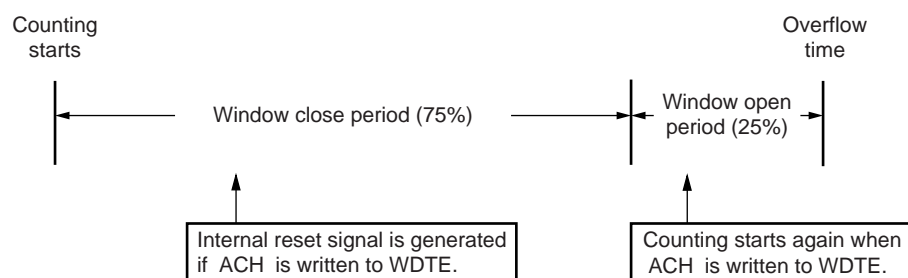 Counting
starts
Overflow
time
Window close period (75%)
Window open
period (25%)
Internal reset signal is generated
if ACH is written to WDTE.
Counting starts again when
ACH is written to WDTE.